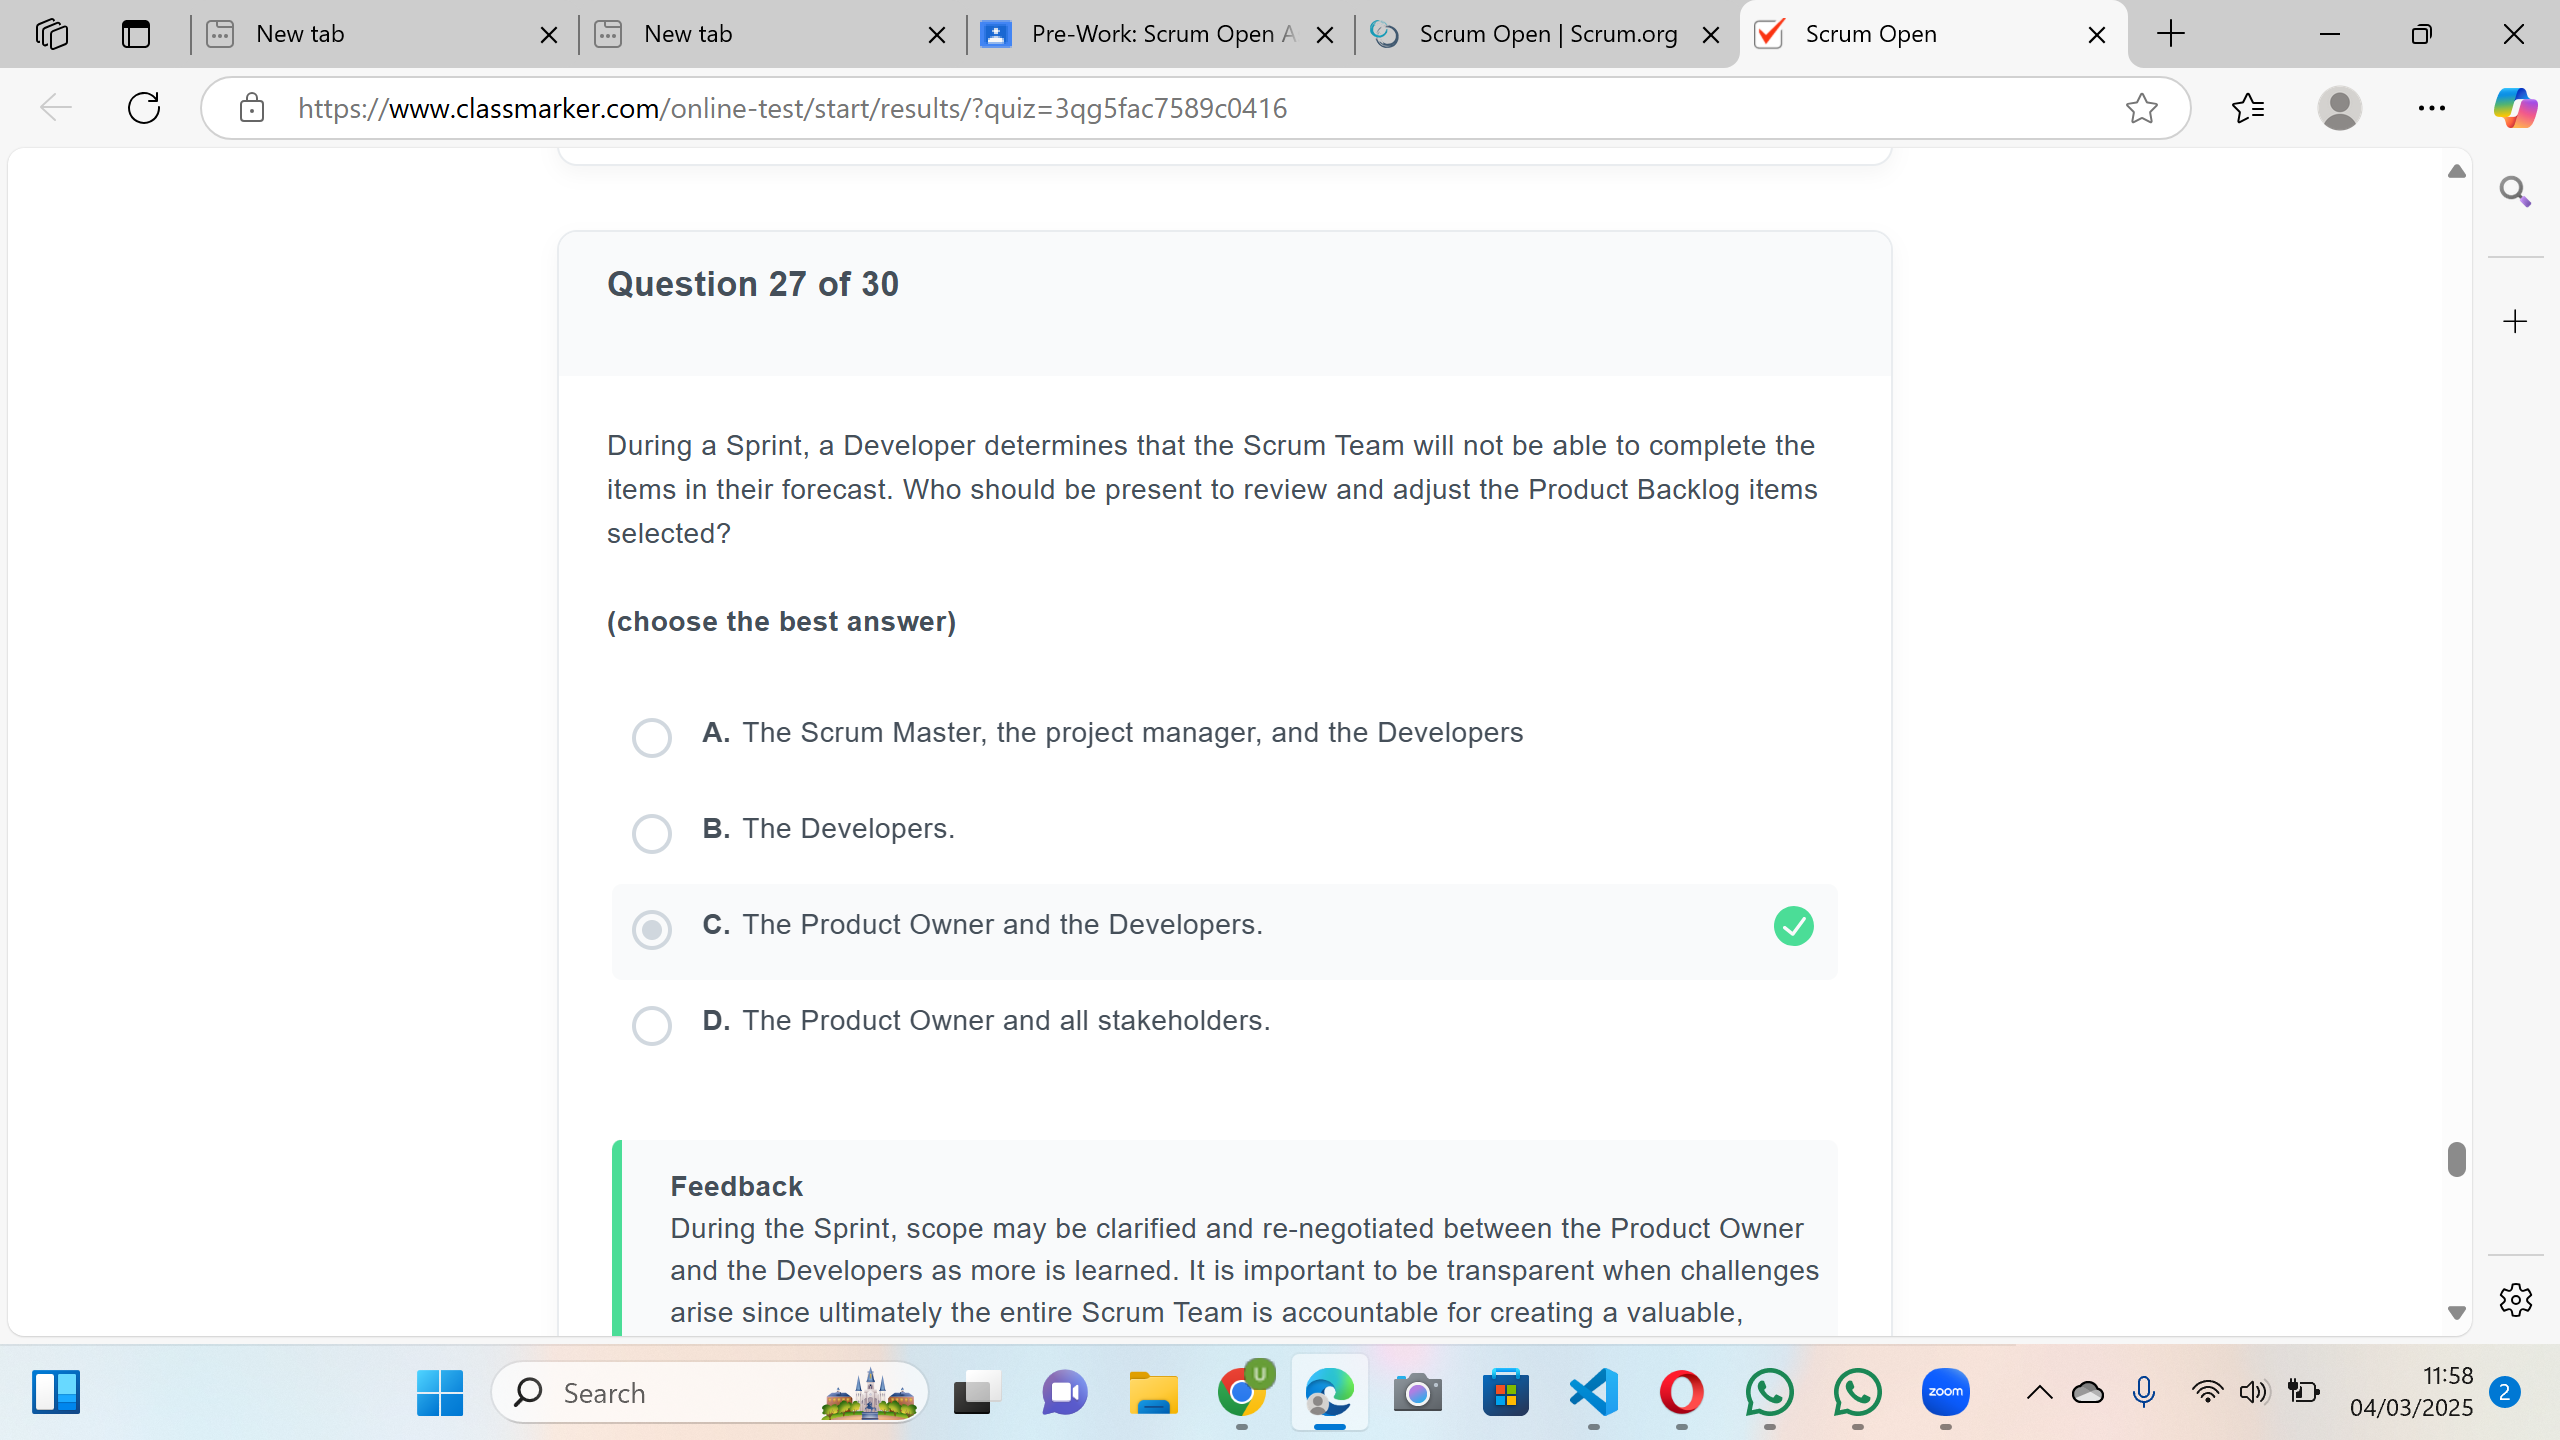 New tab
New tab
Pre-Work: Scrum Open A
Scrum Open | Scrum.org
Scrum Open
https://www.classmarker.com/online-test/start/results/?quiz=3qg5fac7589c0416
Question 27 of 30
During a Sprint, a Developer determines that the Scrum Team will not be able to complete the
items in their forecast. Who should be present to review and adjust the Product Backlog items
selected?
(choose the best answer)
A. The Scrum Master, the project manager, and the Developers
B. The Developers.
C. The Product Owner and the Developers.
D. The Product Owner and all stakeholders.
Feedback
During the Sprint, scope may be clarified and re-negotiated between the Product Owner
and the Developers as more is learned. It is important to be transparent when challenges
arise since ultimately the entire Scrum Team is accountable for creating a valuable,
Search
U
zoom
11:58
04/03/2025
2